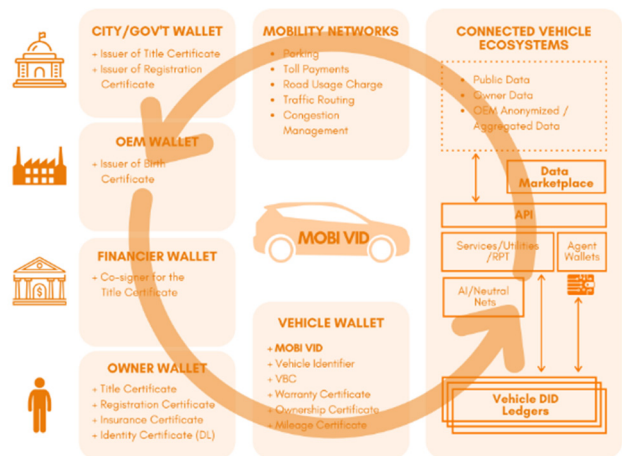 CITY/GOV'T WALLET
+ Issuer of Title Certificate
+ Issuer of Registration
Certificate
OEM WALLET
+ Issuer of Birth
Certificate
FINANCIER WALLET
+ Co-signer for the
Title Certificate
OWNER WALLET
+ Title Certificate
+ Registration Certificate
+ Insurance Certificate
+ Identity Certificate (DL)
MOBILITY NETWORKS
• Parking
• Toll Payments
• Road Usage Charge
• Traffic Routing
• Congestion
Management
MOBI VID
VEHICLE WALLET
+ MOBI VID
+ Vehicle Identifier
+ VBC
+ Warranty Certificate
+ Ownership Certificate
+ Mileage Certificate
CONNECTED VEHICLE
ECOSYSTEMS
• Public Data
• Owner Data
• OEM Anonymized /
Aggregated Data
Data
Marketplace
API
Services/Utilities
/RPT
Agent
Wallets
AI/Neutral
Nets
Vehicle DID
Ledgers